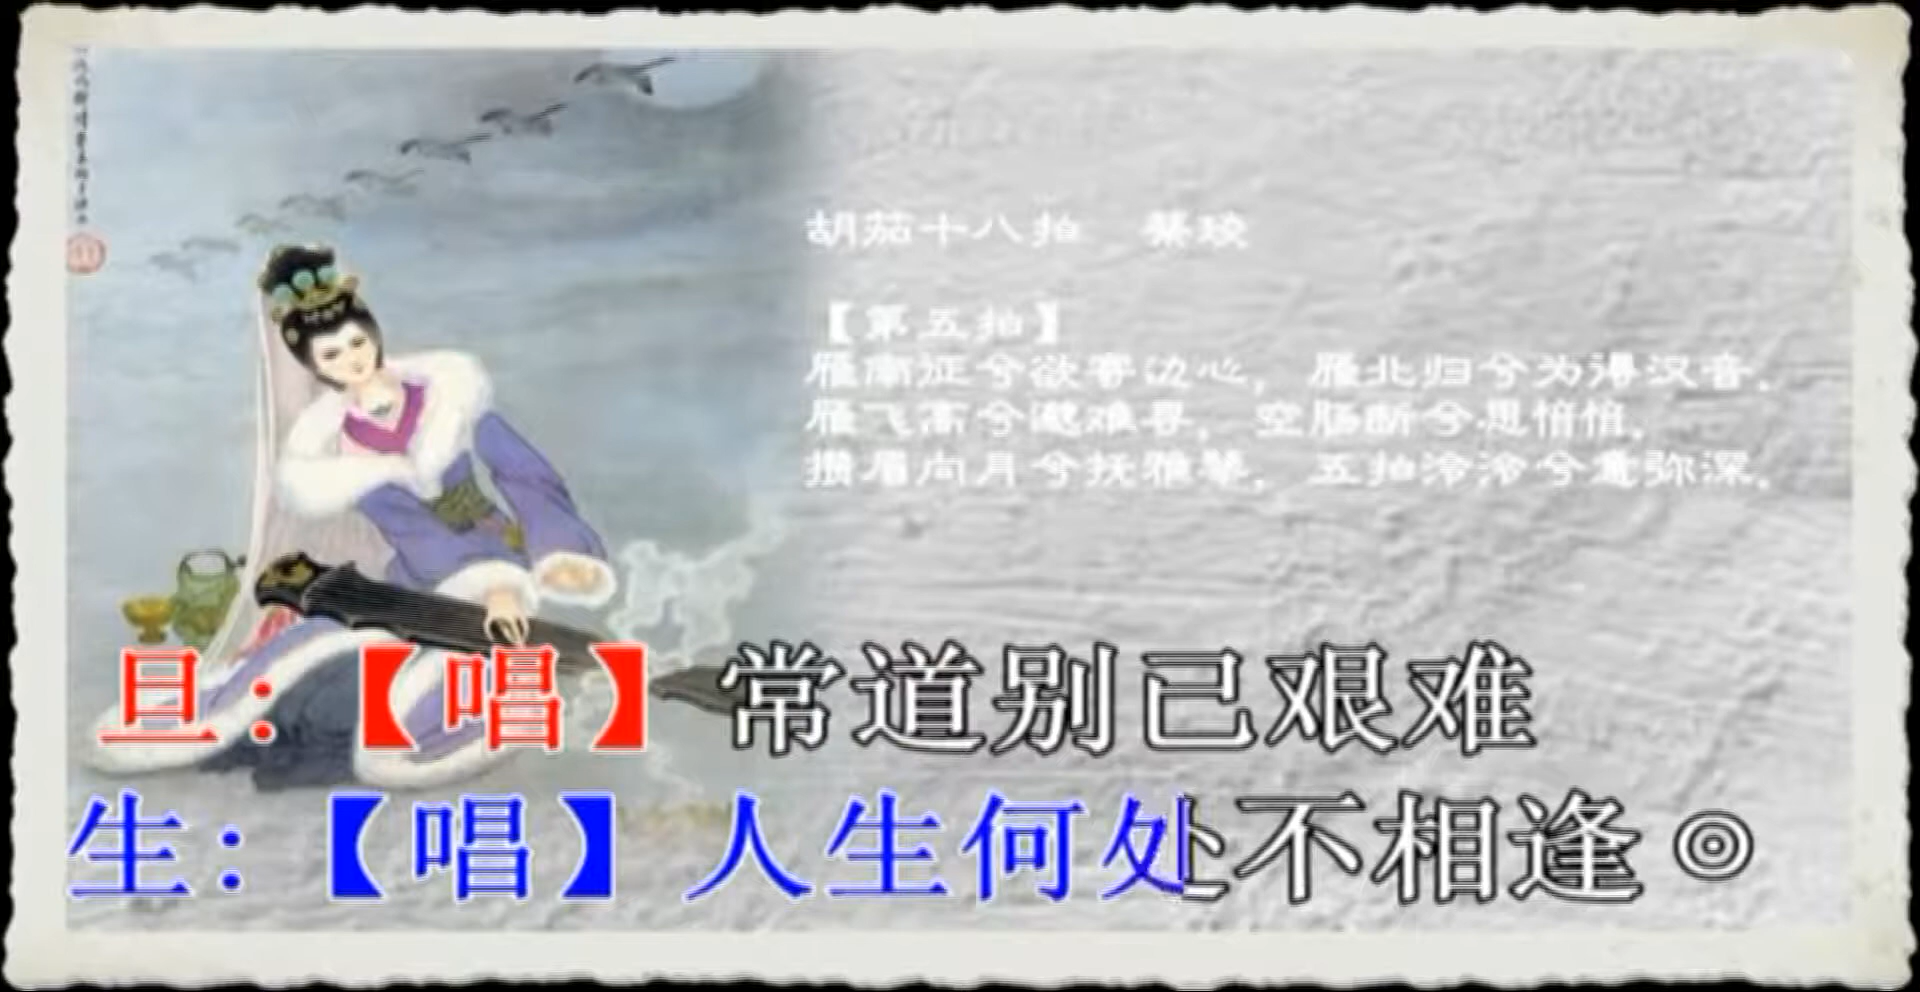 胡茄十八拍 蔡琰
【第五拍】
雁南征兮欲寄边心，雁北归兮为得汉音。
雁飞高兮邈难寻，空肠断兮思愔愔。
攒眉向月兮抚雅琴，五拍泠泠兮意弥深。
旦:【唱】常道别已艰难
生:【唱】人生何处不相逢◎